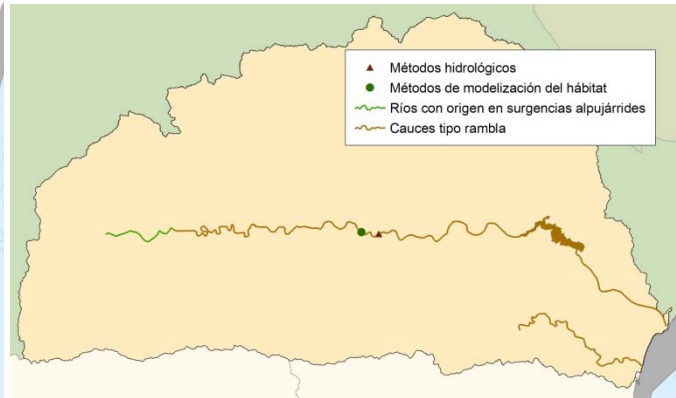 Métodos hidrológicos
Métodos de modelización del hábitat
Ríos con origen en surgencias alpujárrides
Cauces tipo rambla